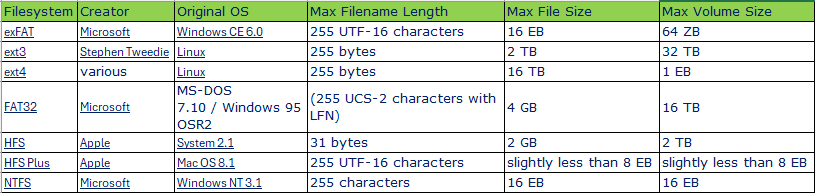 Filesystem Creator Original OS Max Filename Length Max File Size Max Volume Size
exFAT Microsoft Windows CE 6.0 255 UTF-16 characters 16 EB 64 ZB
ext3 Stephen Tweedie Linux 255 bytes 2 TB 32 TB
ext4 various Linux 255 bytes 16 TB 1 EB
FAT32 Microsoft MS-DOS
7.10 / Windows 95
OSR2 (255 UCS-2 characters with
LFN) 4 GB 16 TB
HFS Apple System 2.1 31 bytes 2 GB 2 TB
HFS Plus Apple Mac OS 8.1 255 UTF-16 characters slightly less than 8 EB slightly less than 8 EB
NTFS Microsoft Windows NT 3.1 255 characters 16 EB 16 EB